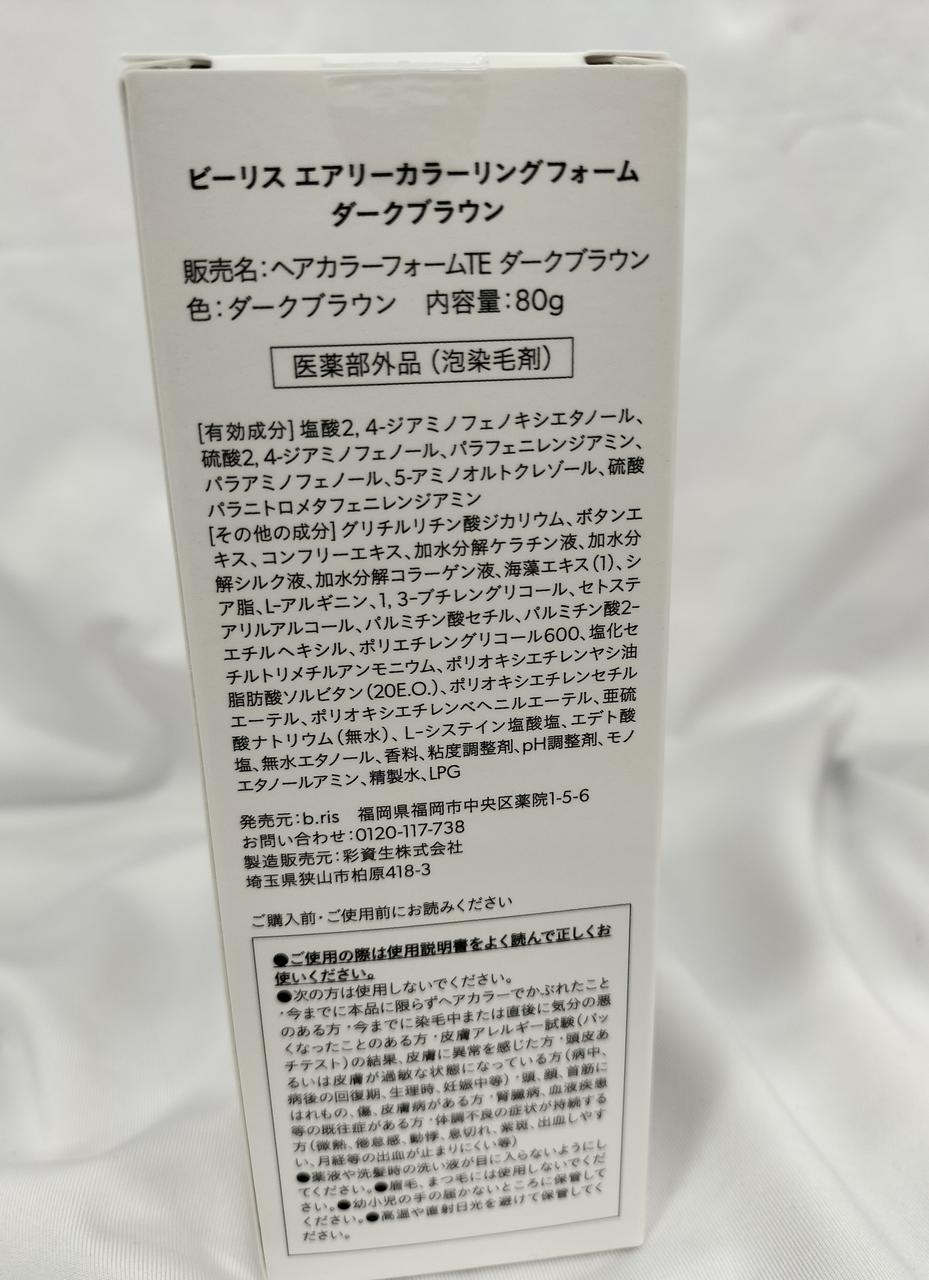 ビーリス エアリーカラーリングフォーム
ダークブラウン
販売名:ヘアカラーフォームTE ダークブラウン
色:ダークブラウン 内容量:80g
医薬部外品(泡染毛剤)
[有効成分]塩酸2, 4-ジアミノフェノキシエタノール、
硫酸2, 4-ジアミノフェノール、パラフェニレンジアミン、
パラアミノフェノール、5-アミノオルトクレゾール、硫酸
パラニトロメタフェニレンジアミン
[その他の成分]グリチルリチン酸ジカリウム、ボタンエ
キス、コンフリーエキス、加水分解ケラチン液、加水分
解シルク液、加水分解コラーゲン液、海藻エキス(1)、シ
ア脂、L-アルギニン、1, 3-ブチレングリコール、セトステ
アリルアルコール、パルミチン酸セチル、パルミチン酸2-
エチルヘキシル、ポリエチレングリコール600、塩化セ
チルトリメチルアンモニウム、ポリオキシエチレンヤシ油
脂肪酸ソルビタン(20E.O.)、ポリオキシエチレンセチル
エーテル、ポリオキシエチレンベヘニルエーテル、亜硫
酸ナトリウム(無水)、L-システイン塩酸塩、エデト酸
塩、無水エタノール、香料、粘度調整剤、pH調整剤、モノ
エタノールアミン、精製水、LPG
発売元:b.ris 福岡県福岡市中央区薬院1-5-6
お問い合わせ:0120-117-738
製造販売元:彩資生株式会社
埼玉県狭山市柏原418-3
ご購入前・ご使用前にお読みください
●ご使用の際は使用説明書をよく読んで正しくお
使いください。
●次の方は使用しないでください。
・今までに本品に限らずヘアカラーでかぶれたこと
のある方・今までに染毛中または直後に気分の悪
くなったことのある方・皮膚アレルギー試験(パッ
チテスト)の結果、皮膚に異常を感じた方・頭皮あ
るいは皮膚が過敏な状態になっている方(病中、
病後の回復期、生理時、妊娠中等)・頭、顔、首筋に
はれもの、傷、皮膚病がある方・腎臓病、血液疾患
等の既往症がある方・体調不良の症状が持続する
方(微熱、倦怠感、動悸、息切れ、紫斑、出血しやす
い、月経等の出血が止まりにくい等)
●薬液や洗髪時の洗い液が目に入らないようにし
てください。●眉毛、まつ毛には使用しないでくだ
さい。●幼小児の手の届かないところに保管して
ください。●高温や直射日光を避けて保管してく
ださい。